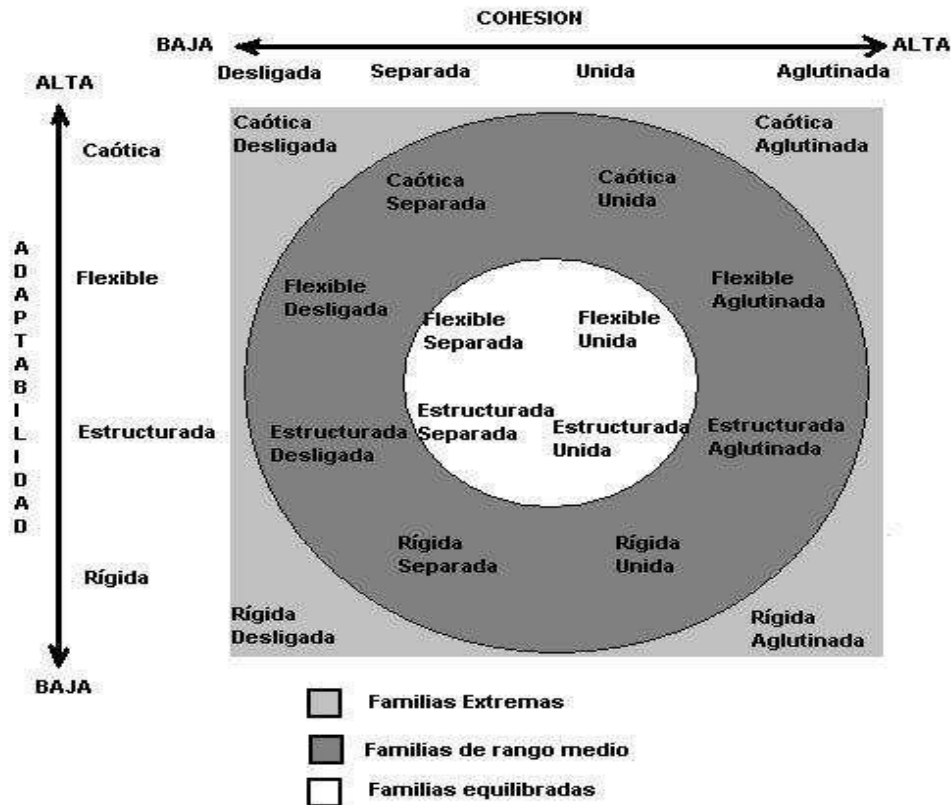 COHESION
BAJA
ALTA
Desligada
Separada
Unida
Aglutinada
ALTA
Caótica
Flexible
Estructurada
Rígida
BAJA
ADAPTABILIDAD
Caótica
Desligada
Caótica
Aglutinada
Caótica
Separada
Caótica
Unida
Flexible
Desligada
Flexible
Separada
Flexible
Unida
Flexible
Aglutinada
Estructurada
Desligada
Estructurada
Separada
Estructurada
Unida
Estructurada
Aglutinada
Rígida
Separada
Rígida
Unida
Rígida
Desligada
Rígida
Aglutinada
Familias Extremas
Familias de rango medio
Familias equilibradas